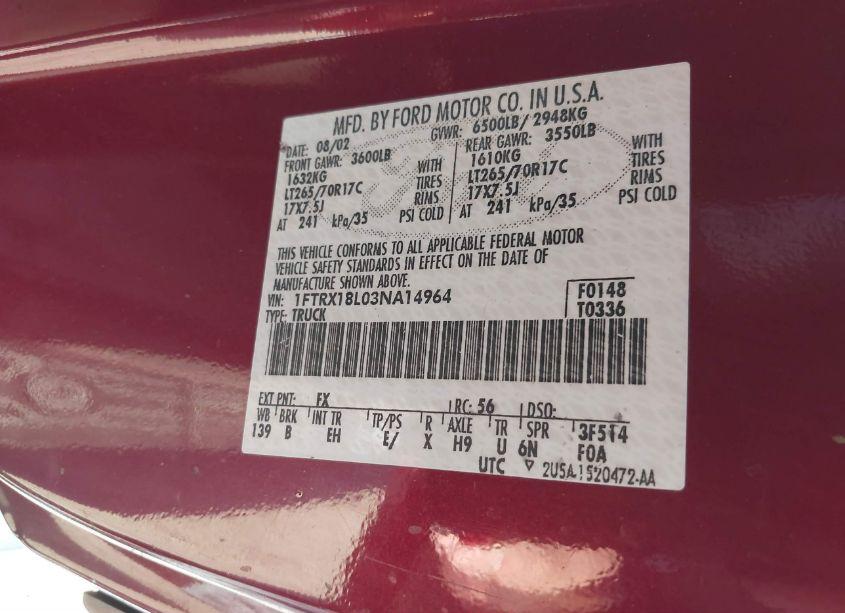 MFD. BY FORD MOTOR CO. IN U.S.A.
DATE: 08/02 GVWR: 6500LB/ 2948KG
FRONT GAWR: 3600LB REAR GAWR: 3550LB
1632KG WITH 1610KG WITH
LT265/70R17C TIRES LT265/70R17C TIRES
17X7.5J RIMS 17X7.5J RIMS
AT 241 kPa/35 PSI COLD AT 241 kPa/35 PSI COLD
THIS VEHICLE CONFORMS TO ALL APPLICABLE FEDERAL MOTOR
VEHICLE SAFETY STANDARDS IN EFFECT ON THE DATE OF
MANUFACTURE SHOWN ABOVE.
VIN: 1FTRX18L03NA14964 F0148
TYPE: TRUCK T0336
EXT PNT: FX RC: 56 DSO:
WB BRK INT TR TP/PS R AXLE TR SPR 3F514
139 B EH E/ X H9 U 6N F0A
UTC ▽ 2U5A-1520472-AA